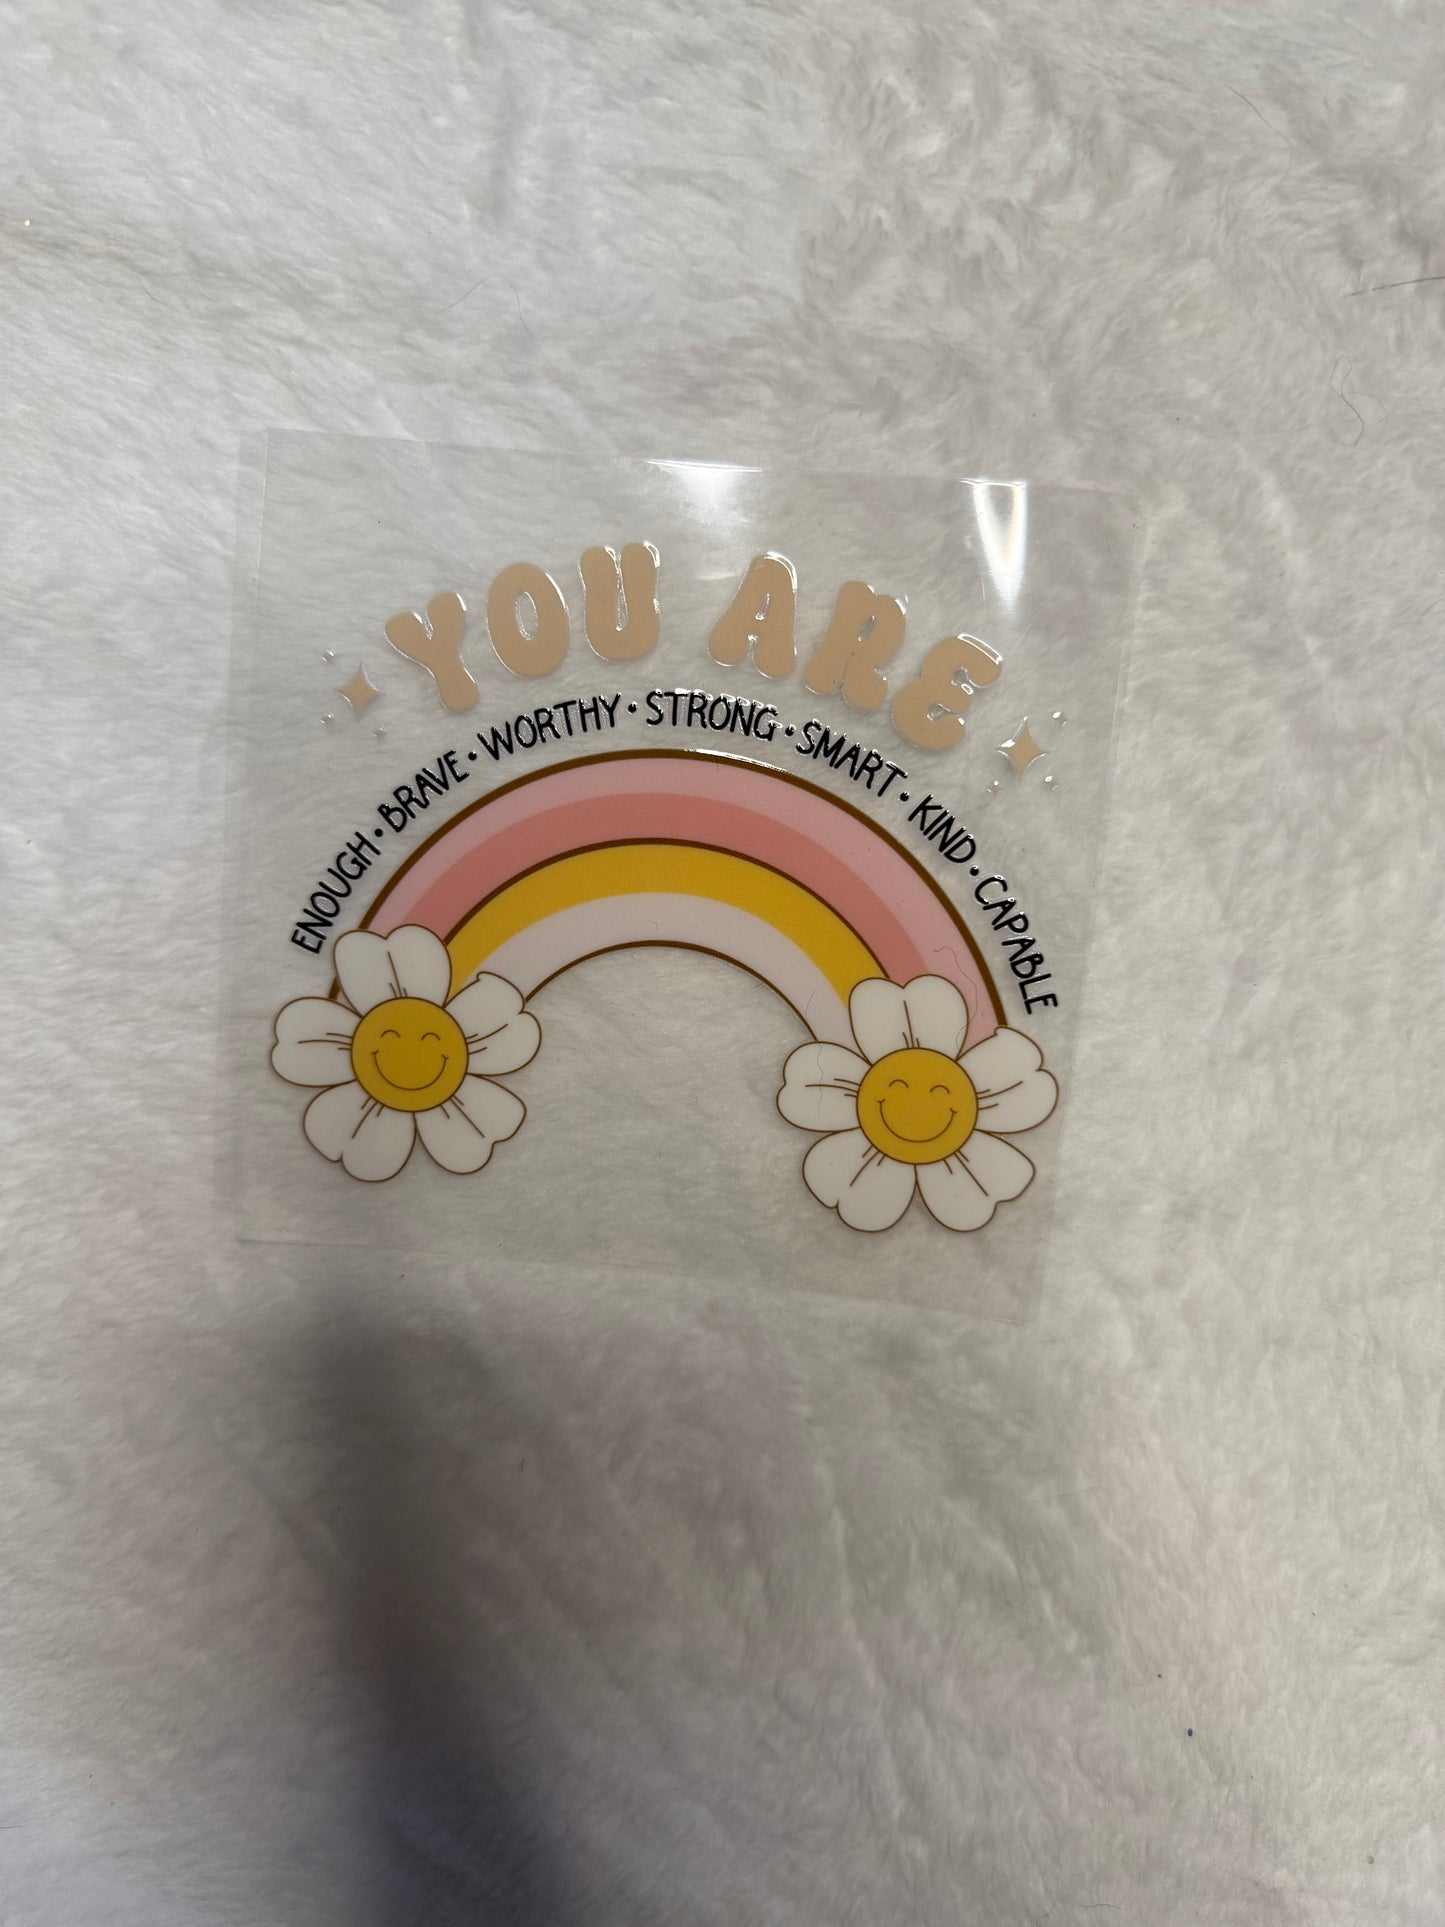 YOU ARE
ENOUGH • BRAVE • WORTHY • STRONG • SMART • KIND • CAPABLE